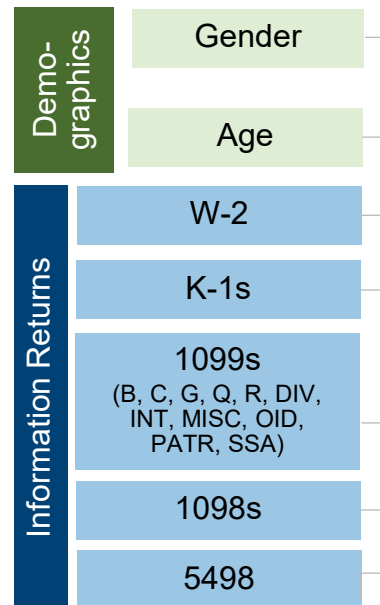 Demo-
graphics
Gender
Age
Information Returns
W-2
K-1s
1099s
(B, C, G, Q, R, DIV,
INT, MISC, OID,
PATR, SSA)
1098s
5498